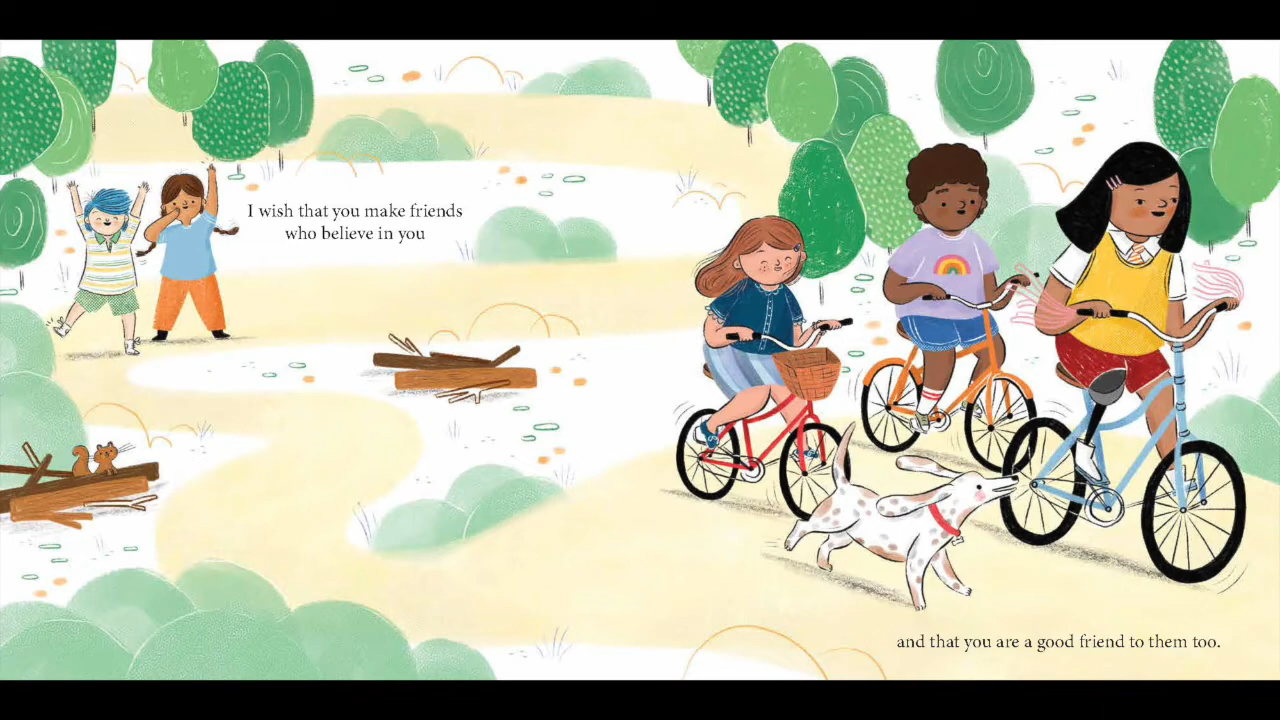 I wish that you make friends
who believe in you
and that you are a good friend to them too.